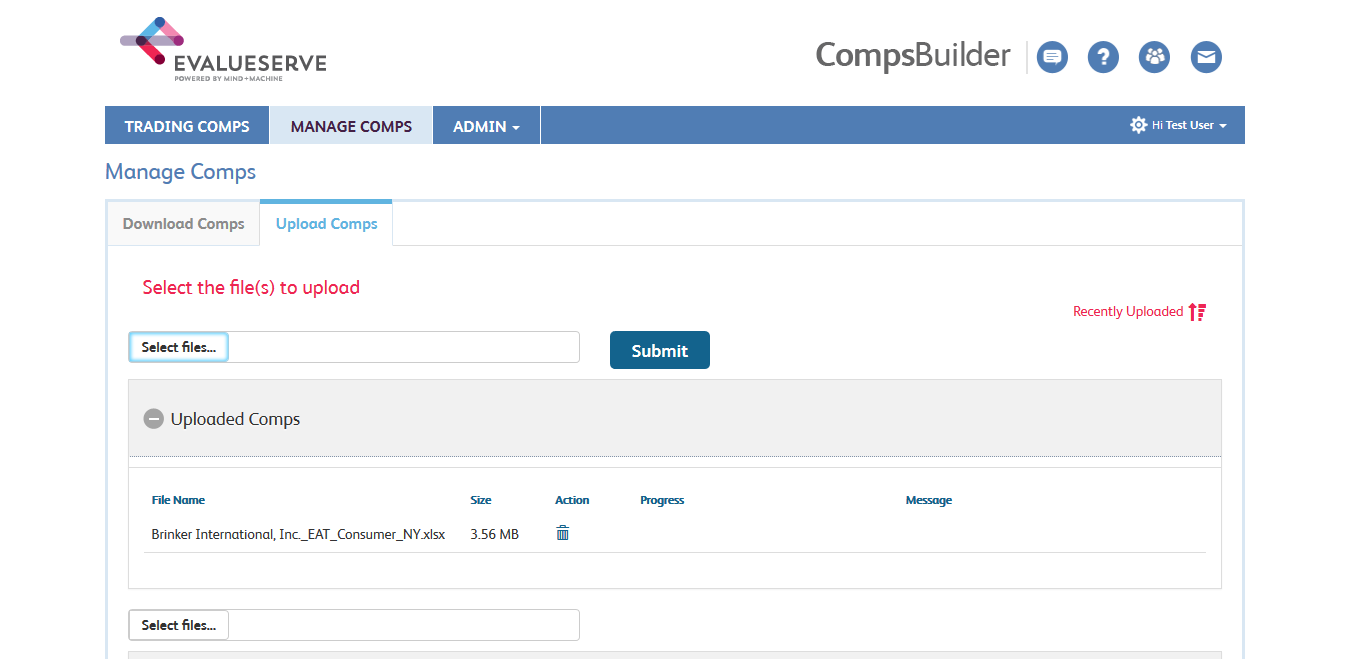 EVALUESERVE
POWERED BY MIND+MACHINE
CompsBuilder
?
TRADING COMPS
MANAGE COMPS
ADMIN
Hi Test User
Manage Comps
Download Comps
Upload Comps
Select the file(s) to upload
Recently Uploaded
Select files...
Submit
Uploaded Comps
File Name Size Action Progress Message
Brinker International, Inc._EAT_Consumer_NY.xlsx 3.56 MB
Select files...